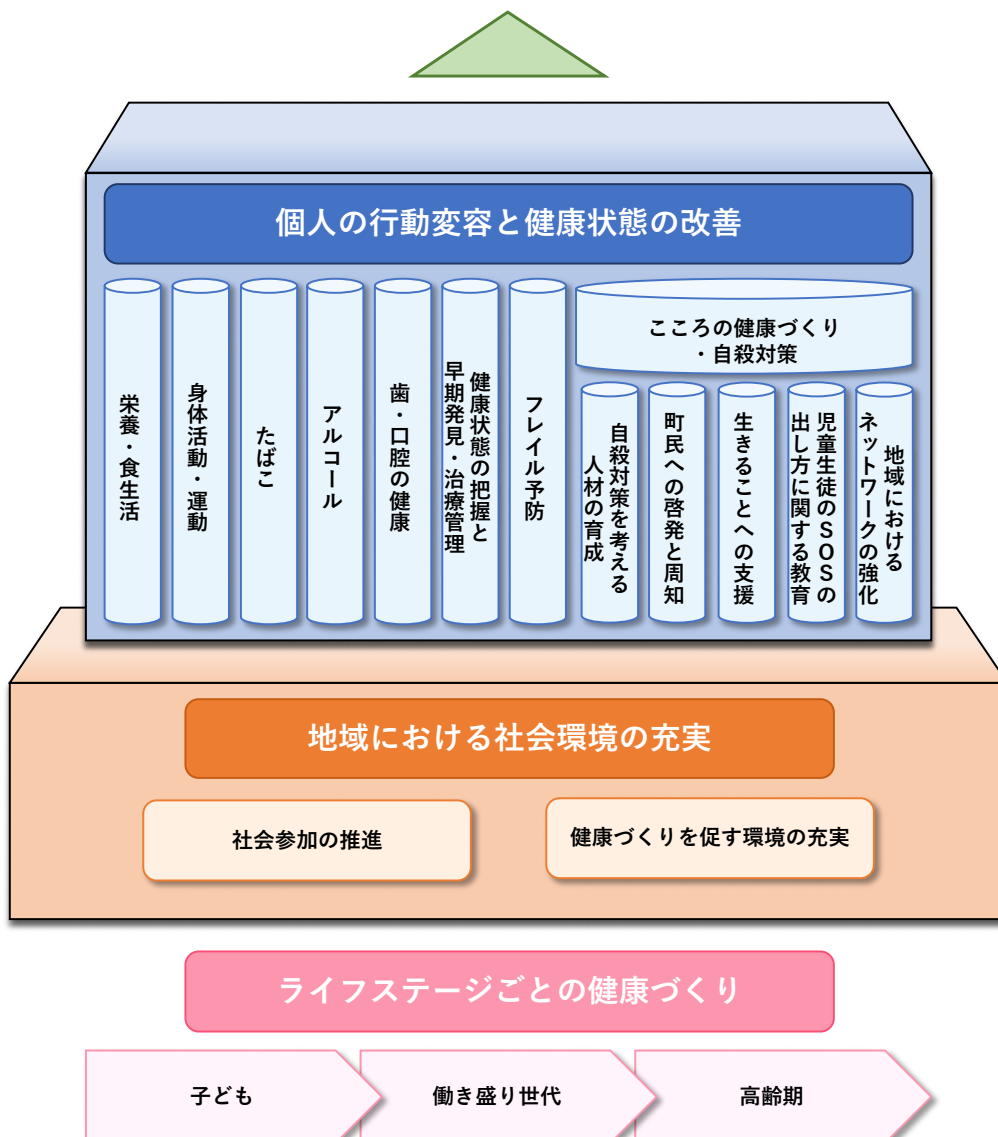 個人の行動変容と健康状態の改善
栄養・食生活
身体活動・運動
たばこ
アルコール
歯・口腔の健康
健康状態の把握と
早期発見・治療管理
フレイル予防
こころの健康づくり
・自殺対策
自殺対策を考える
人材の育成
町民への啓発と周知
生きることへの支援
児童生徒のSOSの
出し方に関する教育
地域における
ネットワークの強化
地域における社会環境の充実
社会参加の推進
健康づくりを促す環境の充実
ライフステージごとの健康づくり
子ども
働き盛り世代
高齢期